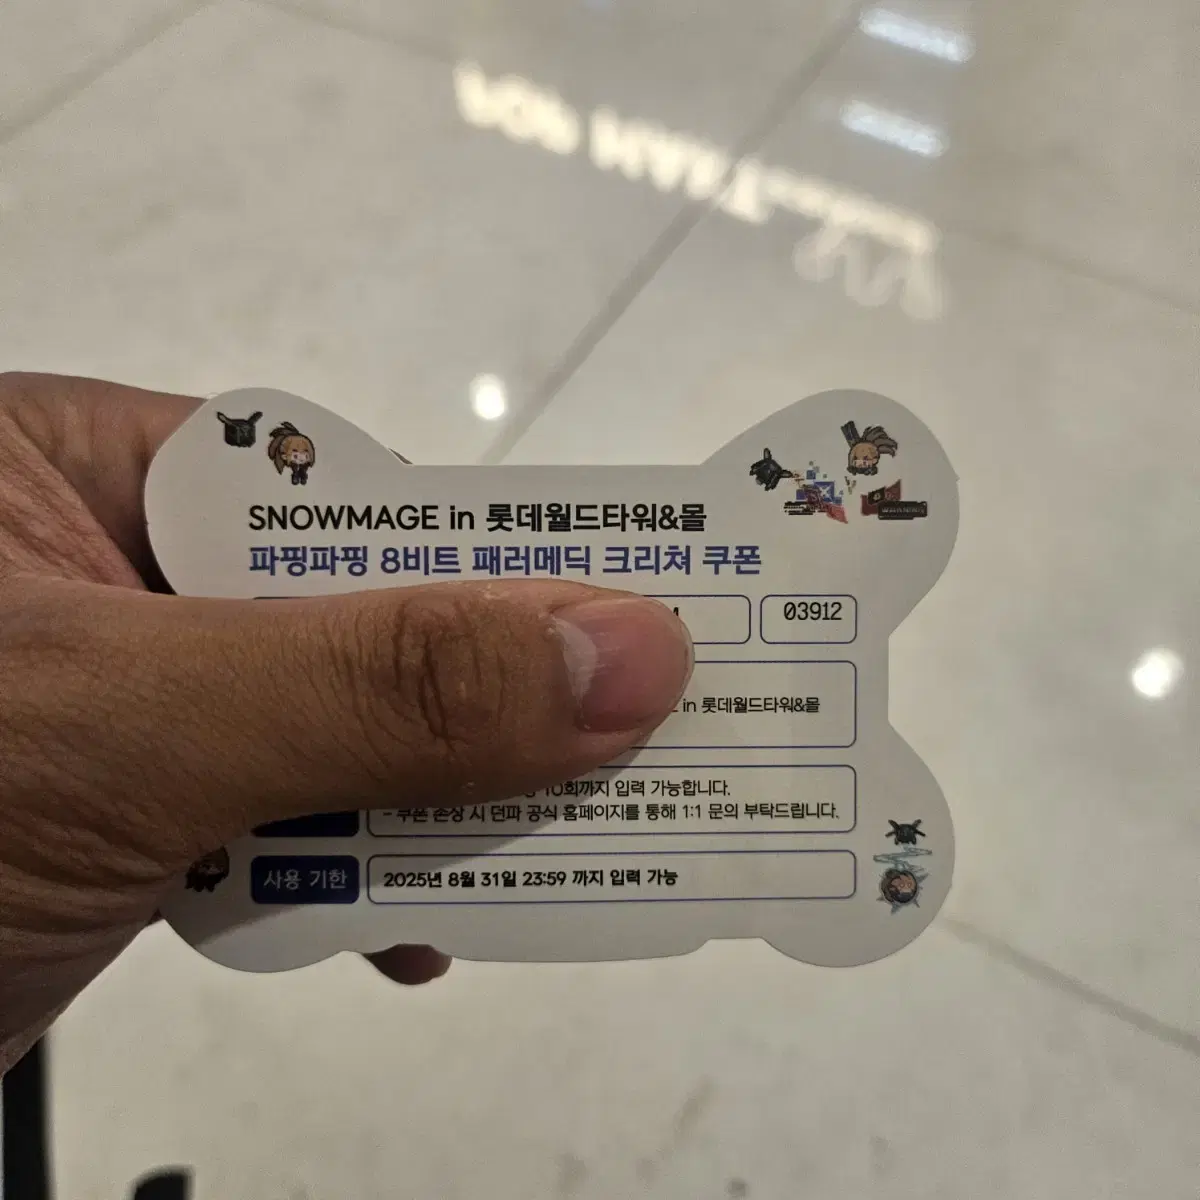 SNOWMAGE in 롯데월드타워&몰
파핑파핑 8비트 패러메딕 크리쳐 쿠폰
03912
in 롯데월드타워&몰
10회까지 입력 가능합니다.
- 쿠폰 손상 시 던파 공식 홈페이지를 통해 1:1 문의 부탁드립니다.
사용 기한
2025년 8월 31일 23:59 까지 입력 가능